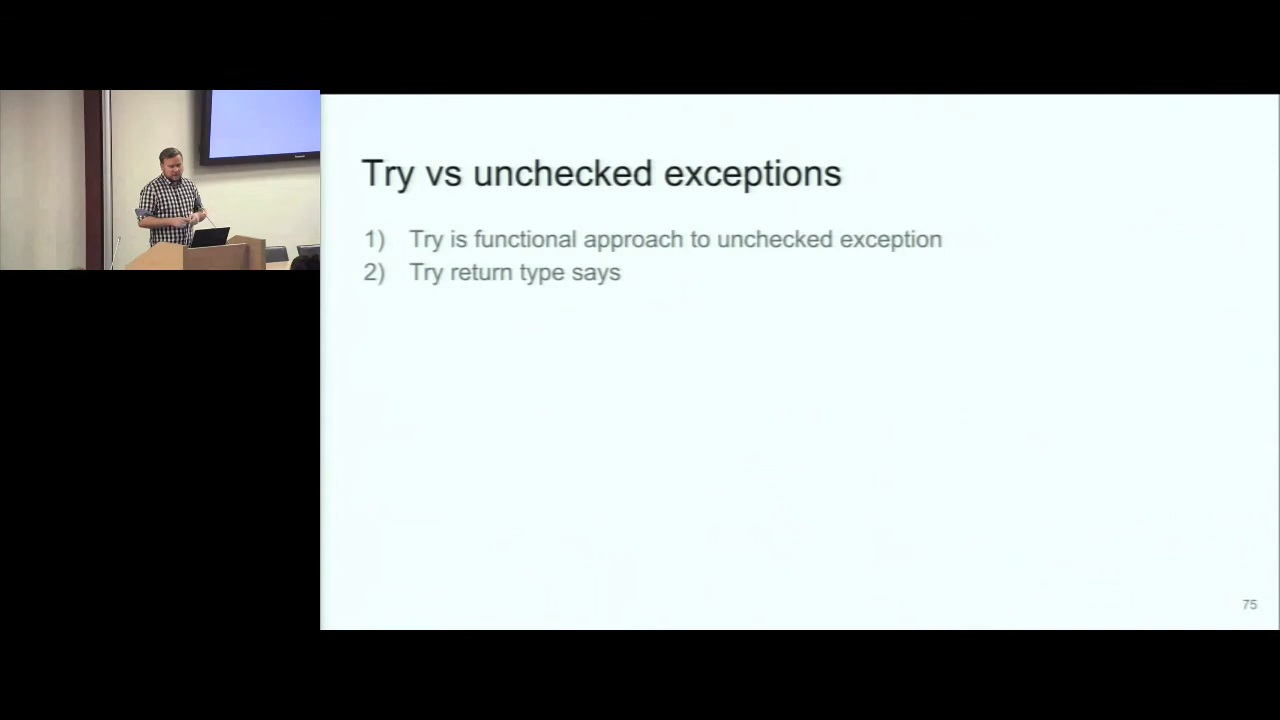 Try vs unchecked exceptions
1) Try is functional approach to unchecked exception
2) Try return type says
75